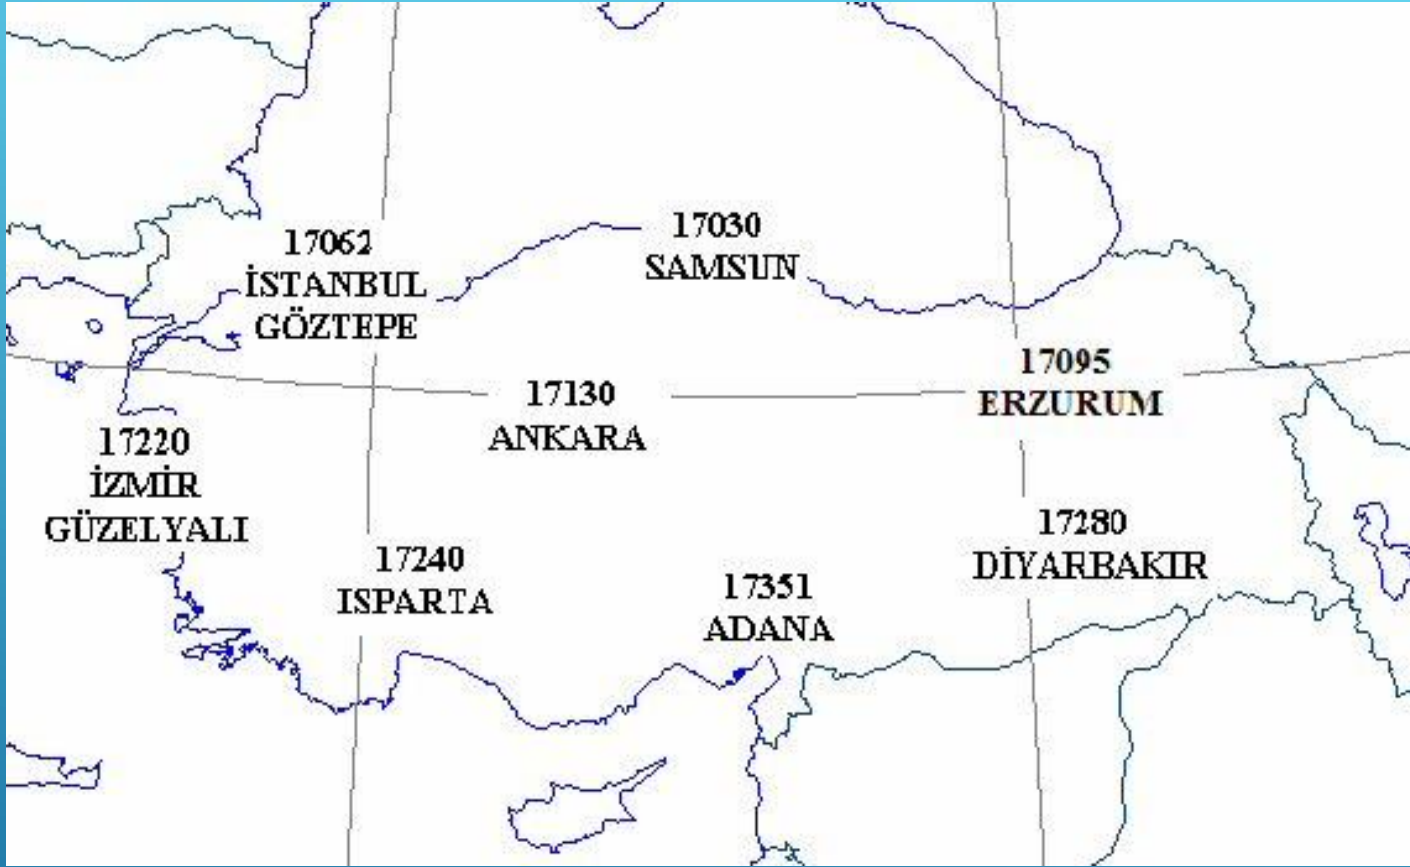 17062
İSTANBUL
GÖZTEPE
17030
SAMSUN
17130
ANKARA
17095
ERZURUM
17220
İZMİR
GÜZELYALI
17240
ISPARTA
17351
ADANA
17280
DİYARBAKIR